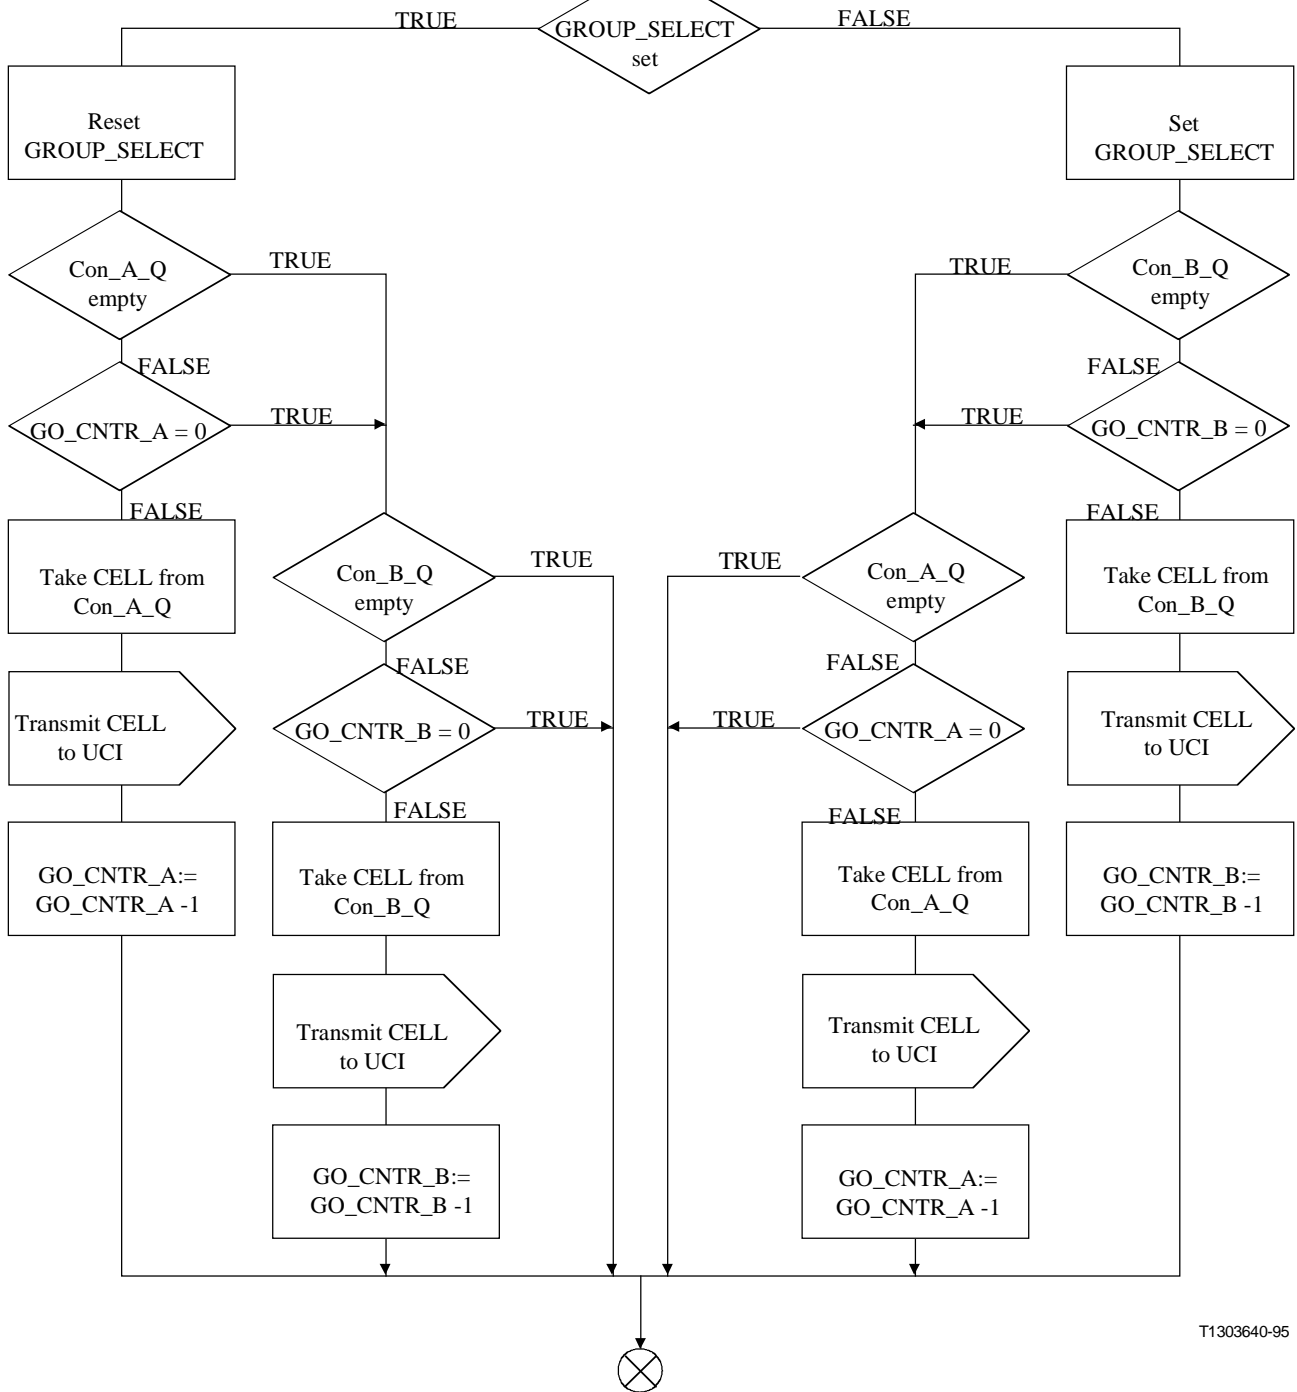 TRUE
GROUP_SELECT
set
FALSE
Reset
GROUP_SELECT
Set
GROUP_SELECT
Con_A_Q
empty
TRUE
TRUE
Con_B_Q
empty
FALSE
FALSE
GO_CNTR_A = 0
TRUE
TRUE
GO_CNTR_B = 0
FALSE
FALSE
Take CELL from
Con_A_Q
Con_B_Q
empty
TRUE
TRUE
Con_A_Q
empty
Take CELL from
Con_B_Q
FALSE
FALSE
Transmit CELL
to UCI
GO_CNTR_B = 0
TRUE
TRUE
GO_CNTR_A = 0
Transmit CELL
to UCI
FALSE
FALSE
GO_CNTR_A:=
GO_CNTR_A -1
Take CELL from
Con_B_Q
Take CELL from
Con_A_Q
GO_CNTR_B:=
GO_CNTR_B -1
Transmit CELL
to UCI
Transmit CELL
to UCI
GO_CNTR_B:=
GO_CNTR_B -1
GO_CNTR_A:=
GO_CNTR_A -1
T1303640-95